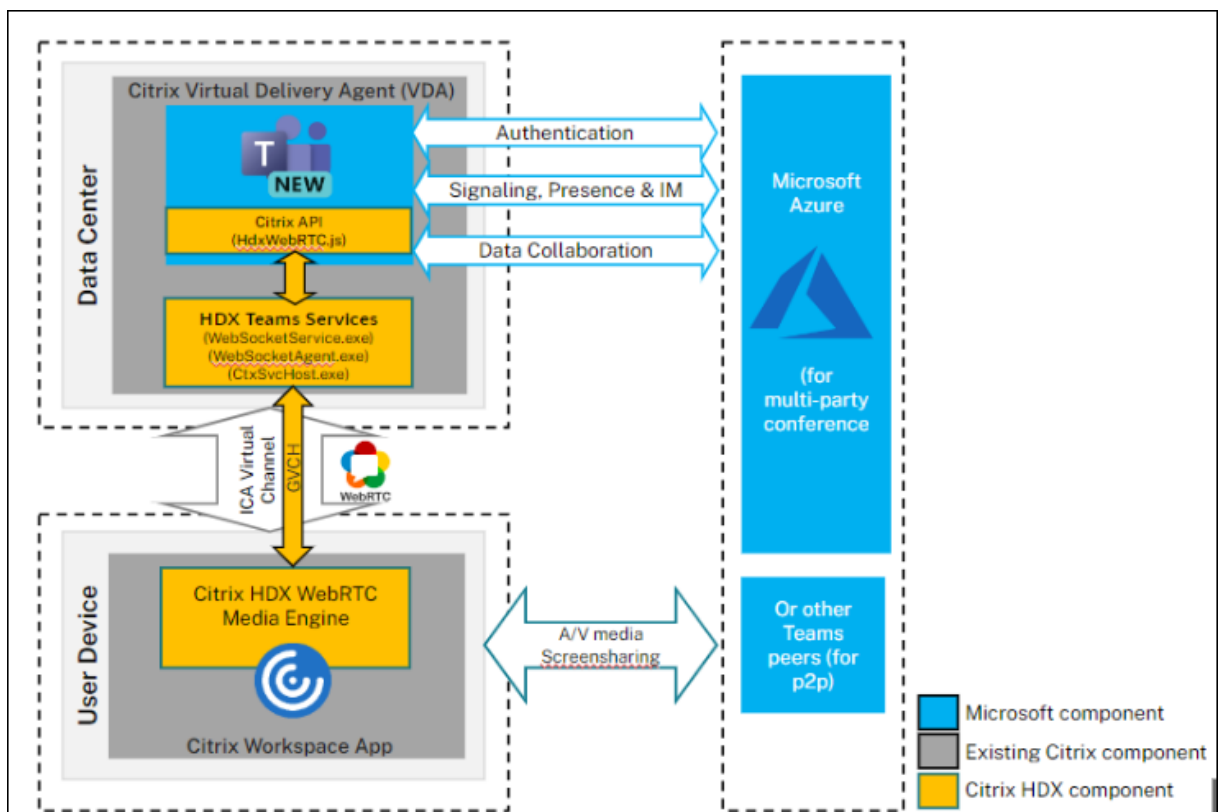 Data Center
Citrix Virtual Delivery Agent (VDA)
T
NEW
Citrix API
(HdxWebRTC.js)
HDX Teams Services
(WebSocketService.exe)
(WebSocketAgent.exe)
(CtxSvcHost.exe)
Authentication
Signaling, Presence & IM
Data Collaboration
Microsoft
Azure
(for
multi-party
conference
ICA Virtual
Channel
GVCH
WebRTC
User Device
Citrix HDX WebRTC
Media Engine
Citrix Workspace App
A/V media
Screensharing
Or other
Teams
peers (for
p2p)
Microsoft component
Existing Citrix component
Citrix HDX component